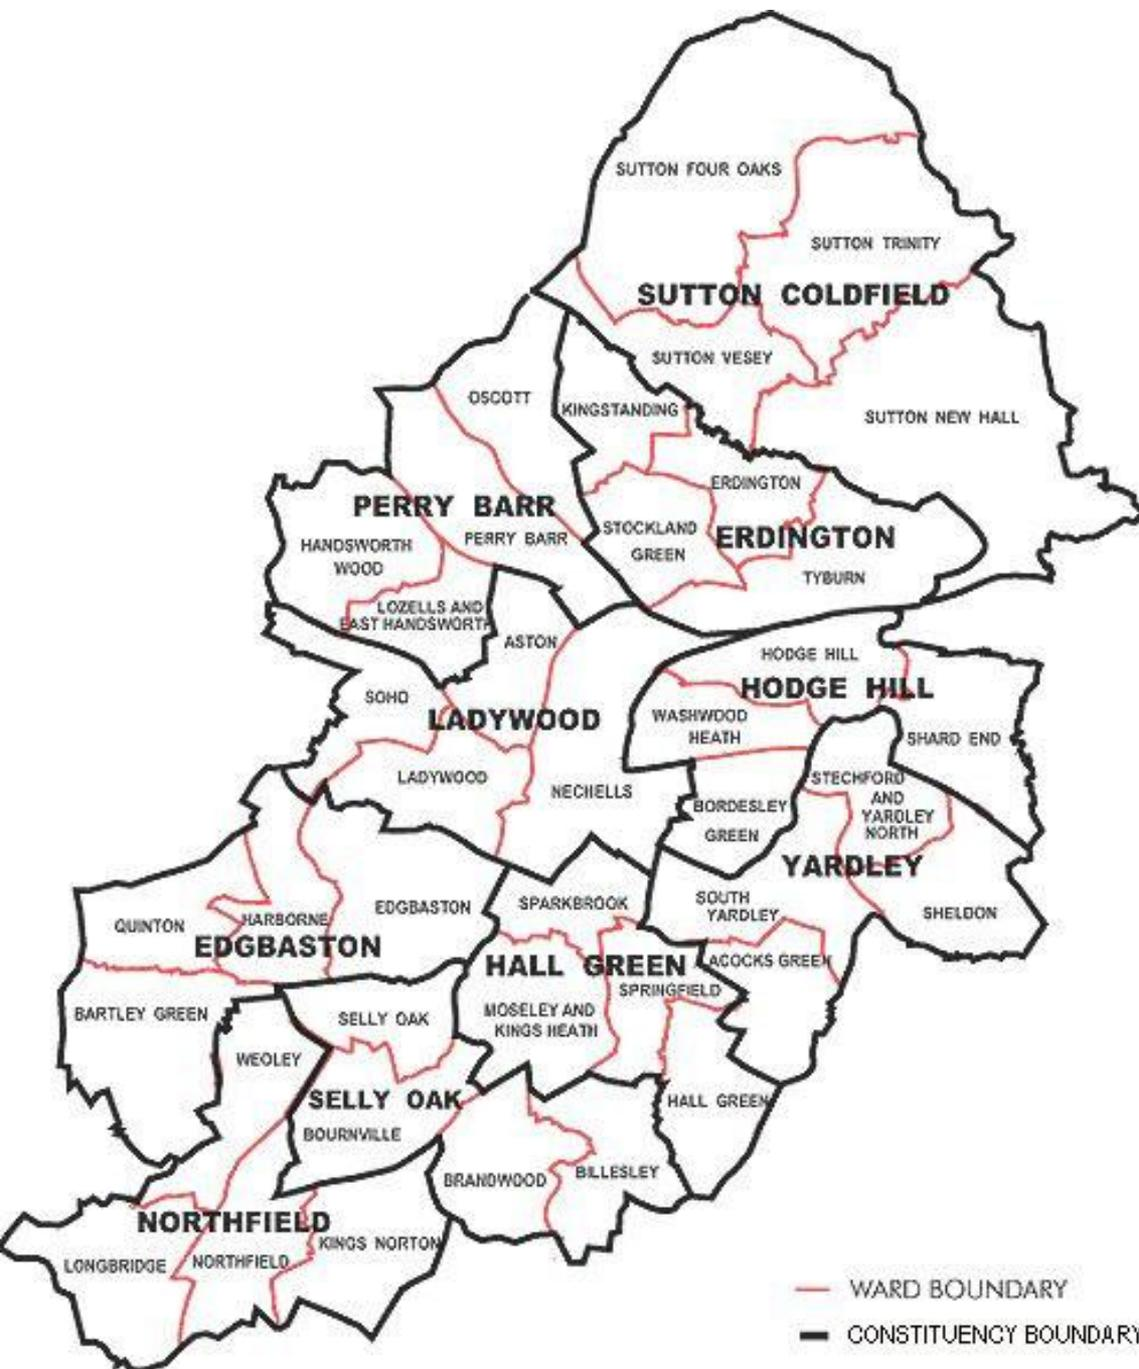 SUTTON FOUR OAKS
SUTTON TRINITY
SUTTON COLDFIELD
SUTTON VESEY
OSCOTT
KINGSTANDING
SUTTON NEW HALL
ERDINGTON
PERRY BARR
STOCKLAND
GREEN
ERDINGTON
PERRY BARR
HANDSWORTH
WOOD
TYBURN
LOZELLS AND
EAST HANDSWORTH
ASTON
HODGE HILL
HODGE HILL
SOHO
LADYWOOD
WASHWOOD
HEATH
SHARD END
LADYWOOD
NECHELLS
STECHFORD
AND
YARDLEY
NORTH
BORDESLEY
GREEN
YARDLEY
SOUTH
YARDLEY
SPARKBROOK
EDGBASTON
SHELDON
QUINTON
HARBORNE
EDGBASTON
HALL GREEN
ACOCKS GREEN
SPRINGFIELD
BARTLEY GREEN
SELLY OAK
MOSELEY AND
KINGS HEATH
WEOLEY
SELLY OAK
HALL GREEN
BOURNVILLE
BRANDWOOD
BILLESLEY
NORTHFIELD
KINGS NORTON
LONGBRIDGE
NORTHFIELD
WARD BOUNDARY
CONSTITUENCY BOUNDARY